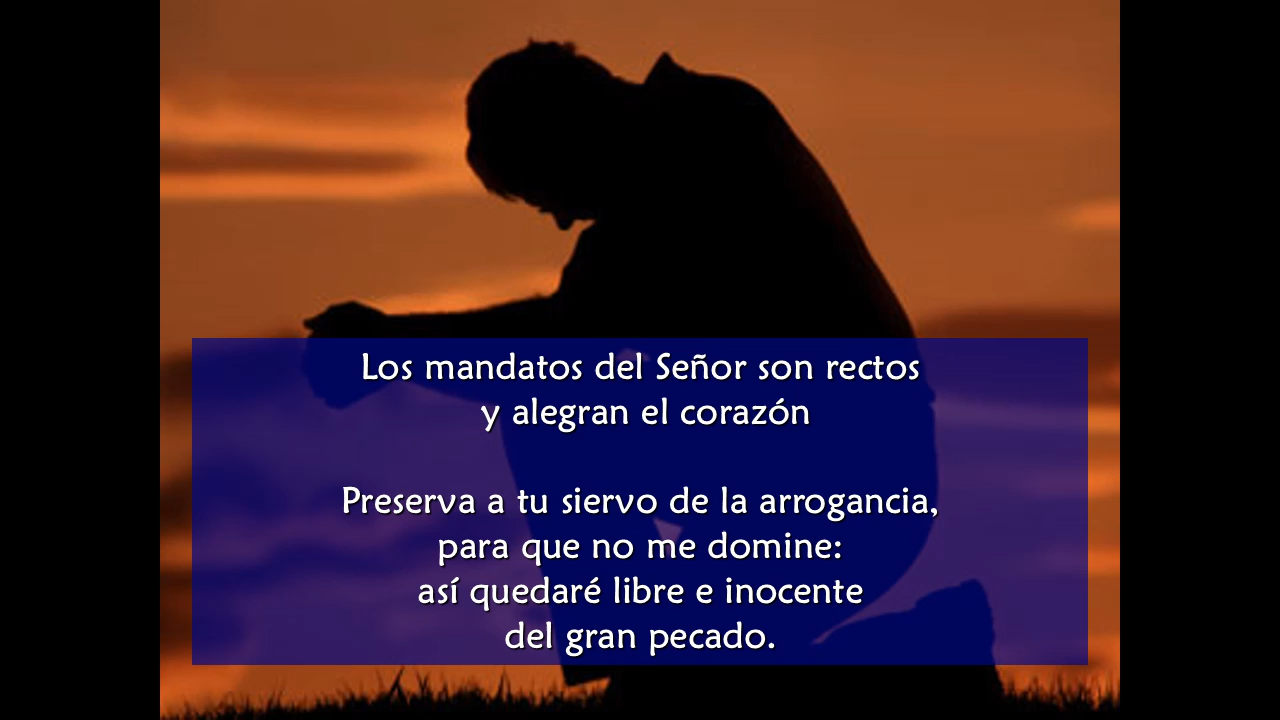 Los mandatos del Señor son rectos
y alegran el corazón
Preserva a tu siervo de la arrogancia,
para que no me domine:
así quedaré libre e inocente
del gran pecado.